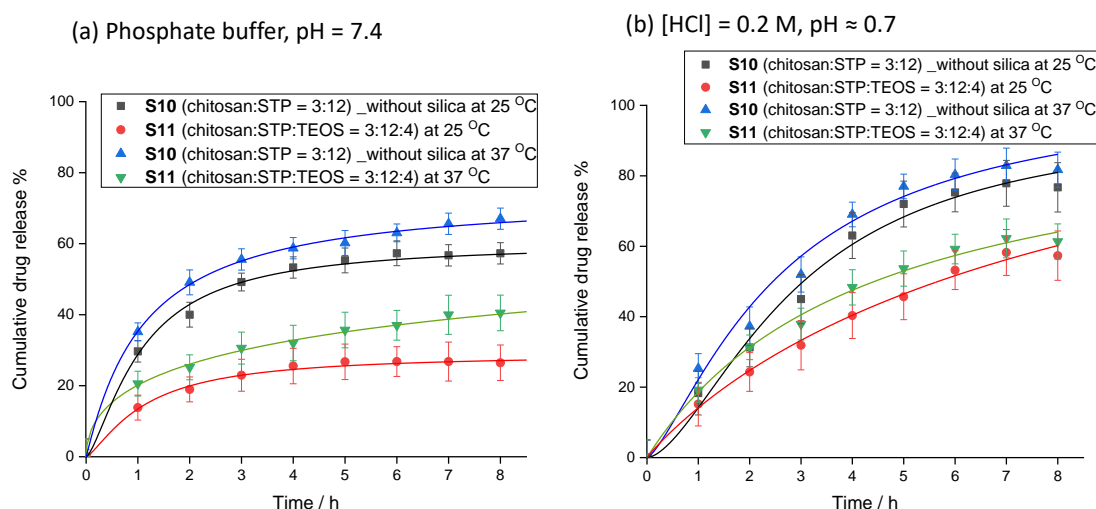 (a) Phosphate buffer, pH = 7.4
S10 (chitosan:STP = 3:12) _without silica at 25 ᴼC
S11 (chitosan:STP:TEOS = 3:12:4) at 25 ᴼC
S10 (chitosan:STP = 3:12) _without silica at 37 ᴼC
S11 (chitosan:STP:TEOS = 3:12:4) at 37 ᴼC
Cumulative drug release %
100
80
60
40
20
0
0 1 2 3 4 5 6 7 8
Time / h
(b) [HCl] = 0.2 M, pH ≈ 0.7
S10 (chitosan:STP = 3:12) _without silica at 25 ᴼC
S11 (chitosan:STP:TEOS = 3:12:4) at 25 ᴼC
S10 (chitosan:STP = 3:12) _without silica at 37 ᴼC
S11 (chitosan:STP:TEOS = 3:12:4) at 37 ᴼC
Cumulative drug release %
100
80
60
40
20
0
0 1 2 3 4 5 6 7 8
Time / h